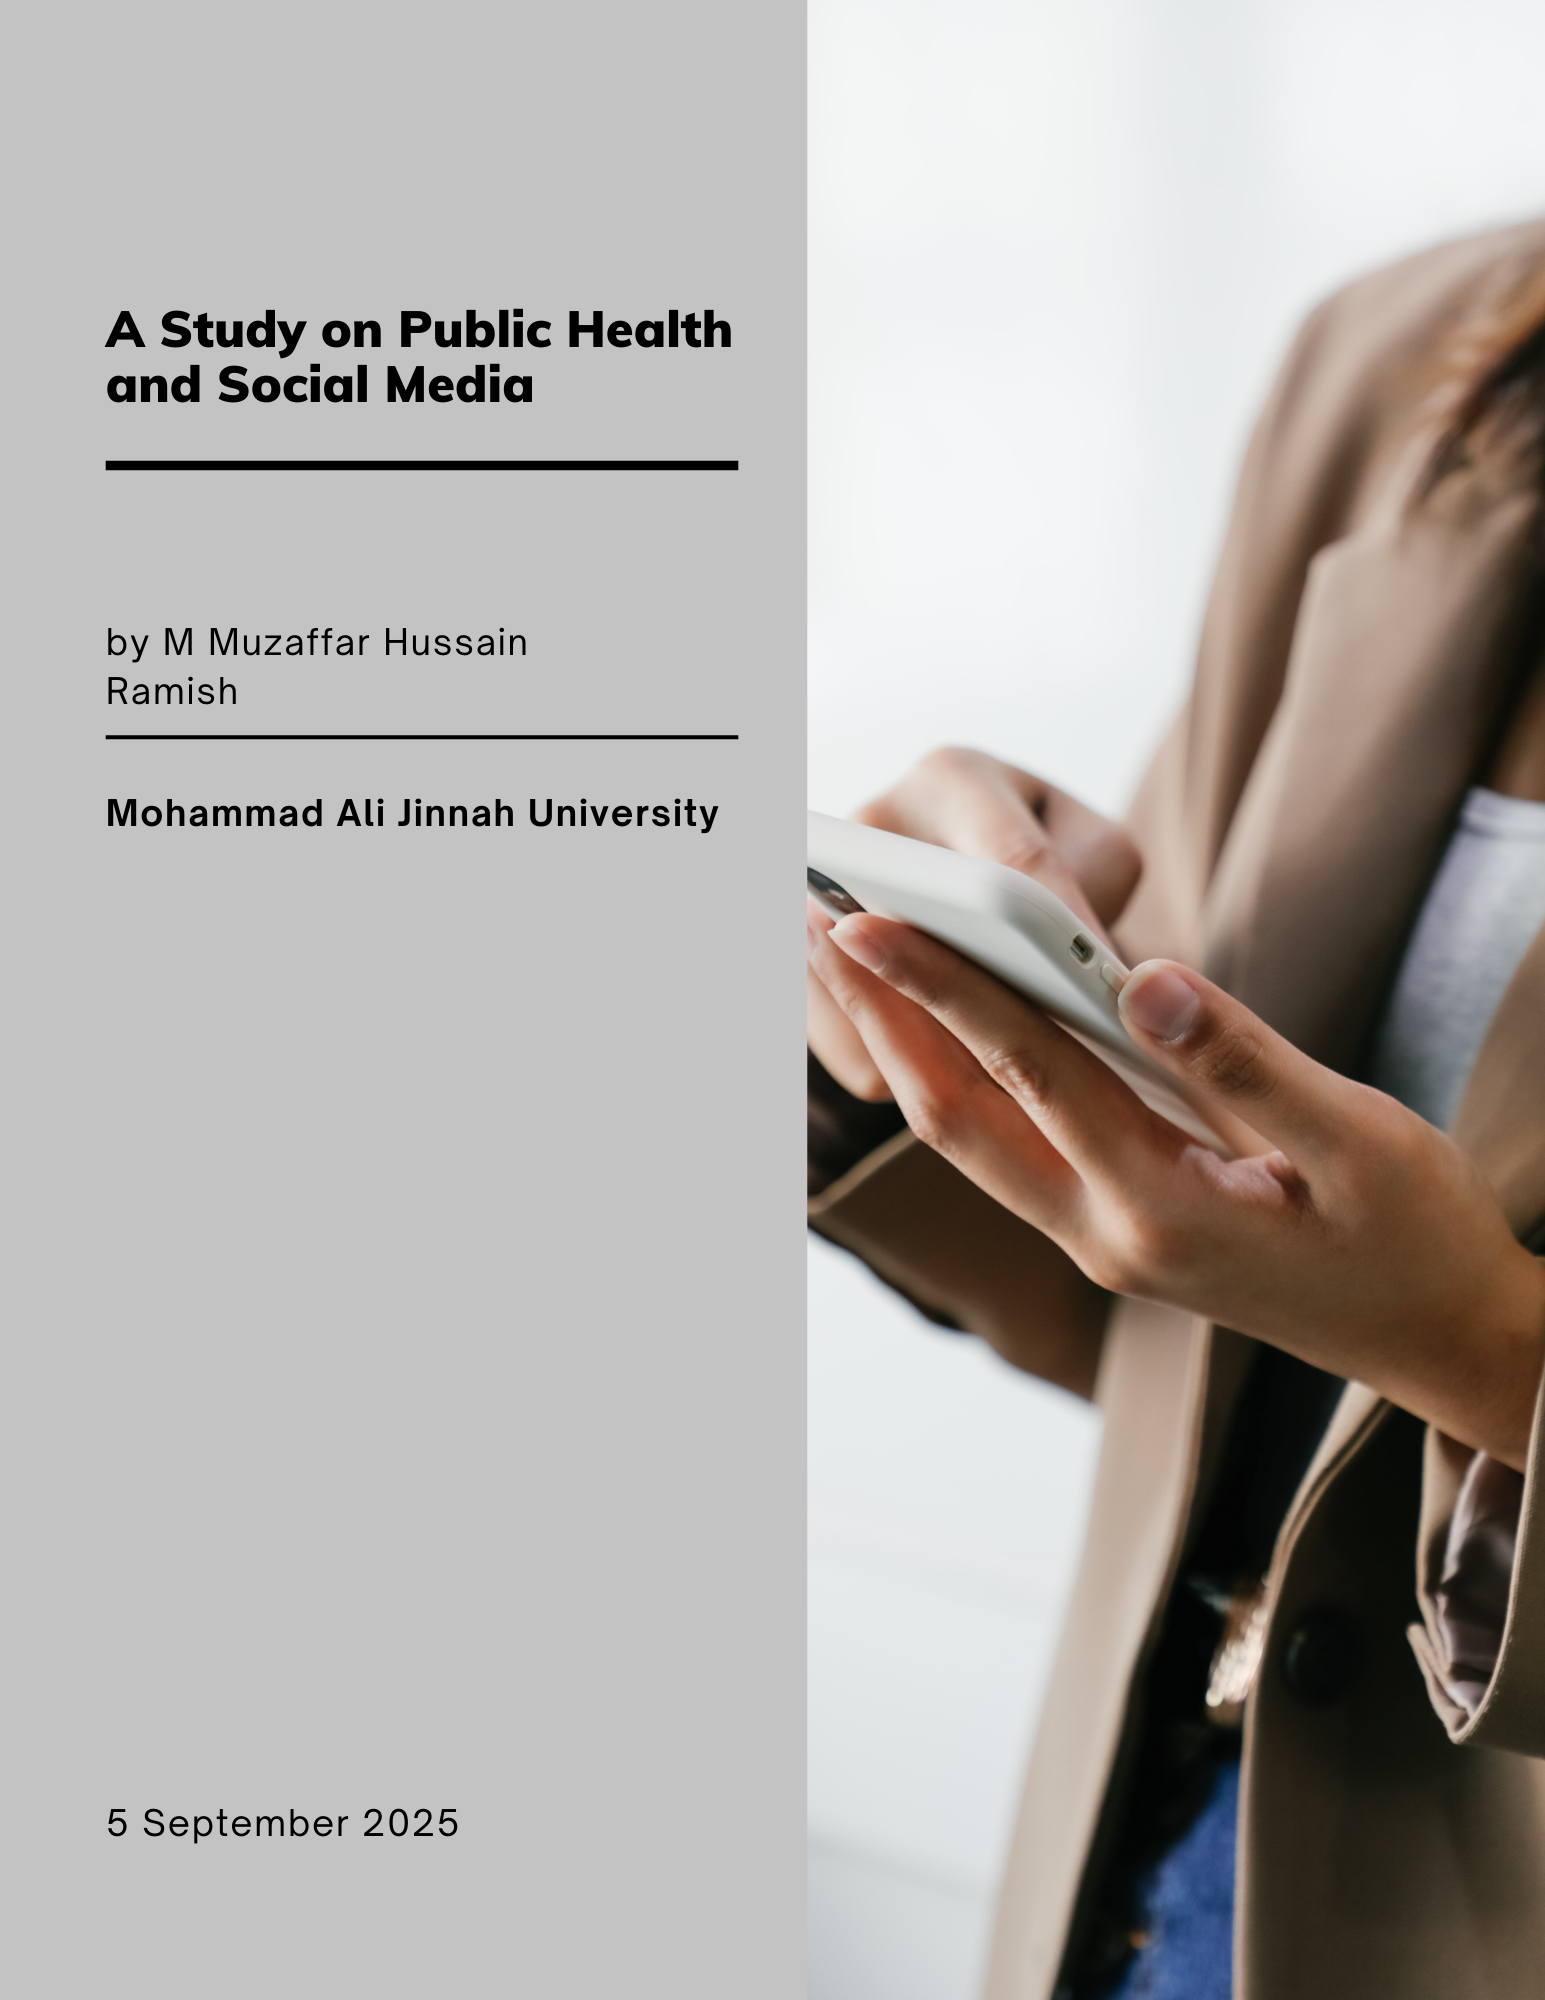 A Study on Public Health
and Social Media
by M Muzaffar Hussain
Ramish
Mohammad Ali Jinnah University
5 September 2025